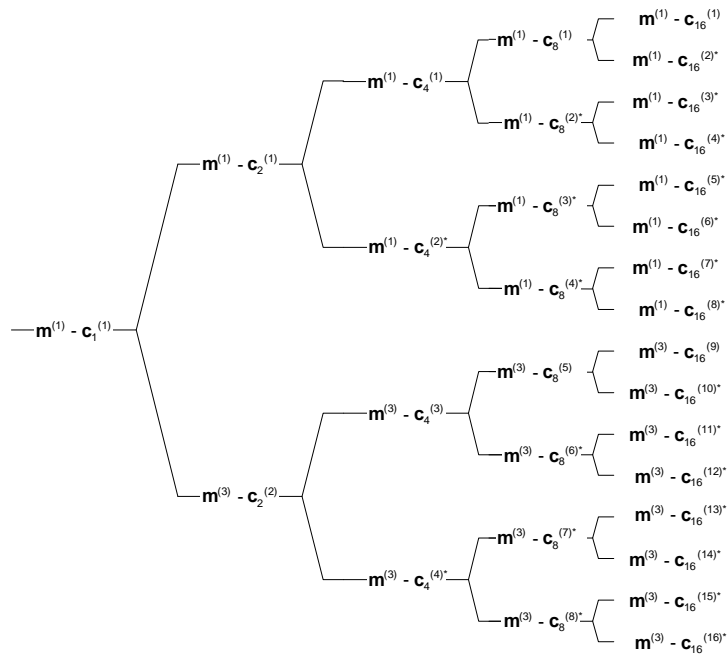 m(1) - c16(1)
m(1) - c8(1)
m(1) - c16(2)*
m(1) - c4(1)
m(1) - c16(3)*
m(1) - c8(2)*
m(1) - c16(4)*
m(1) - c2(1)
m(1) - c16(5)*
m(1) - c8(3)*
m(1) - c16(6)*
m(1) - c4(2)*
m(1) - c16(7)*
m(1) - c8(4)*
m(1) - c16(8)*
m(1) - c1(1)
m(3) - c16(9)
m(3) - c8(5)
m(3) - c16(10)*
m(3) - c4(3)
m(3) - c16(11)*
m(3) - c8(6)*
m(3) - c16(12)*
m(3) - c2(2)
m(3) - c16(13)*
m(3) - c8(7)*
m(3) - c16(14)*
m(3) - c4(4)*
m(3) - c16(15)*
m(3) - c8(8)*
m(3) - c16(16)*